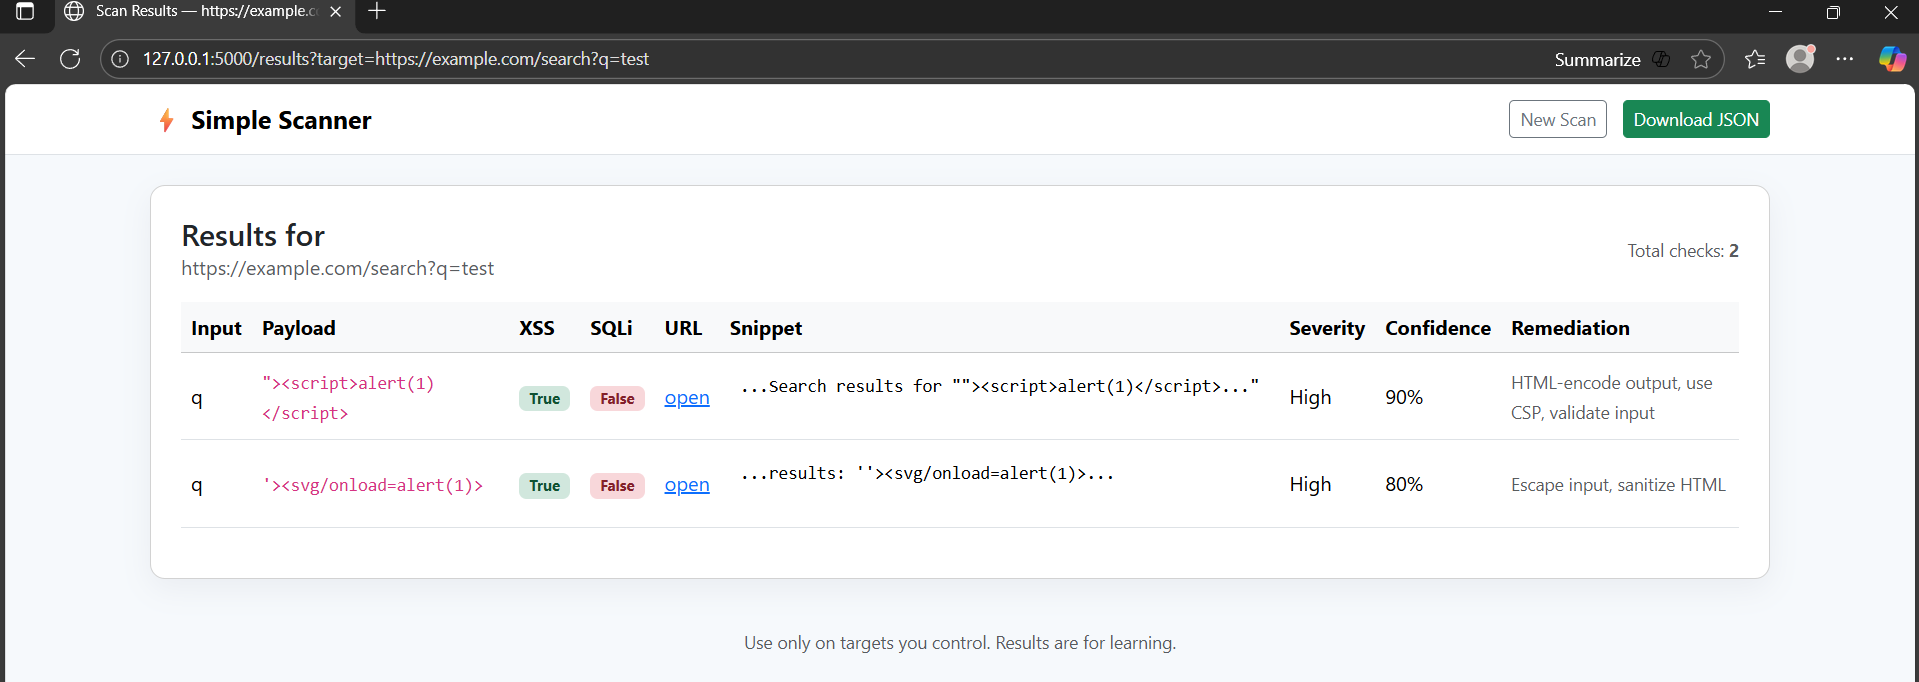 Scan Results — https://example.c
127.0.0.1:5000/results?target=https://example.com/search?q=test
Summarize
Simple Scanner
New Scan
Download JSON
Results for
https://example.com/search?q=test
Total checks: 2
Input Payload XSS SQLi URL Snippet Severity Confidence Remediation
q "><script>alert(1)
</script> True False open ...Search results for ""><script>alert(1)</script>..." High 90% HTML-encode output, use
CSP, validate input
q '><svg/onload=alert(1)> True False open ...results: ''><svg/onload=alert(1)>... High 80% Escape input, sanitize HTML
Use only on targets you control. Results are for learning.